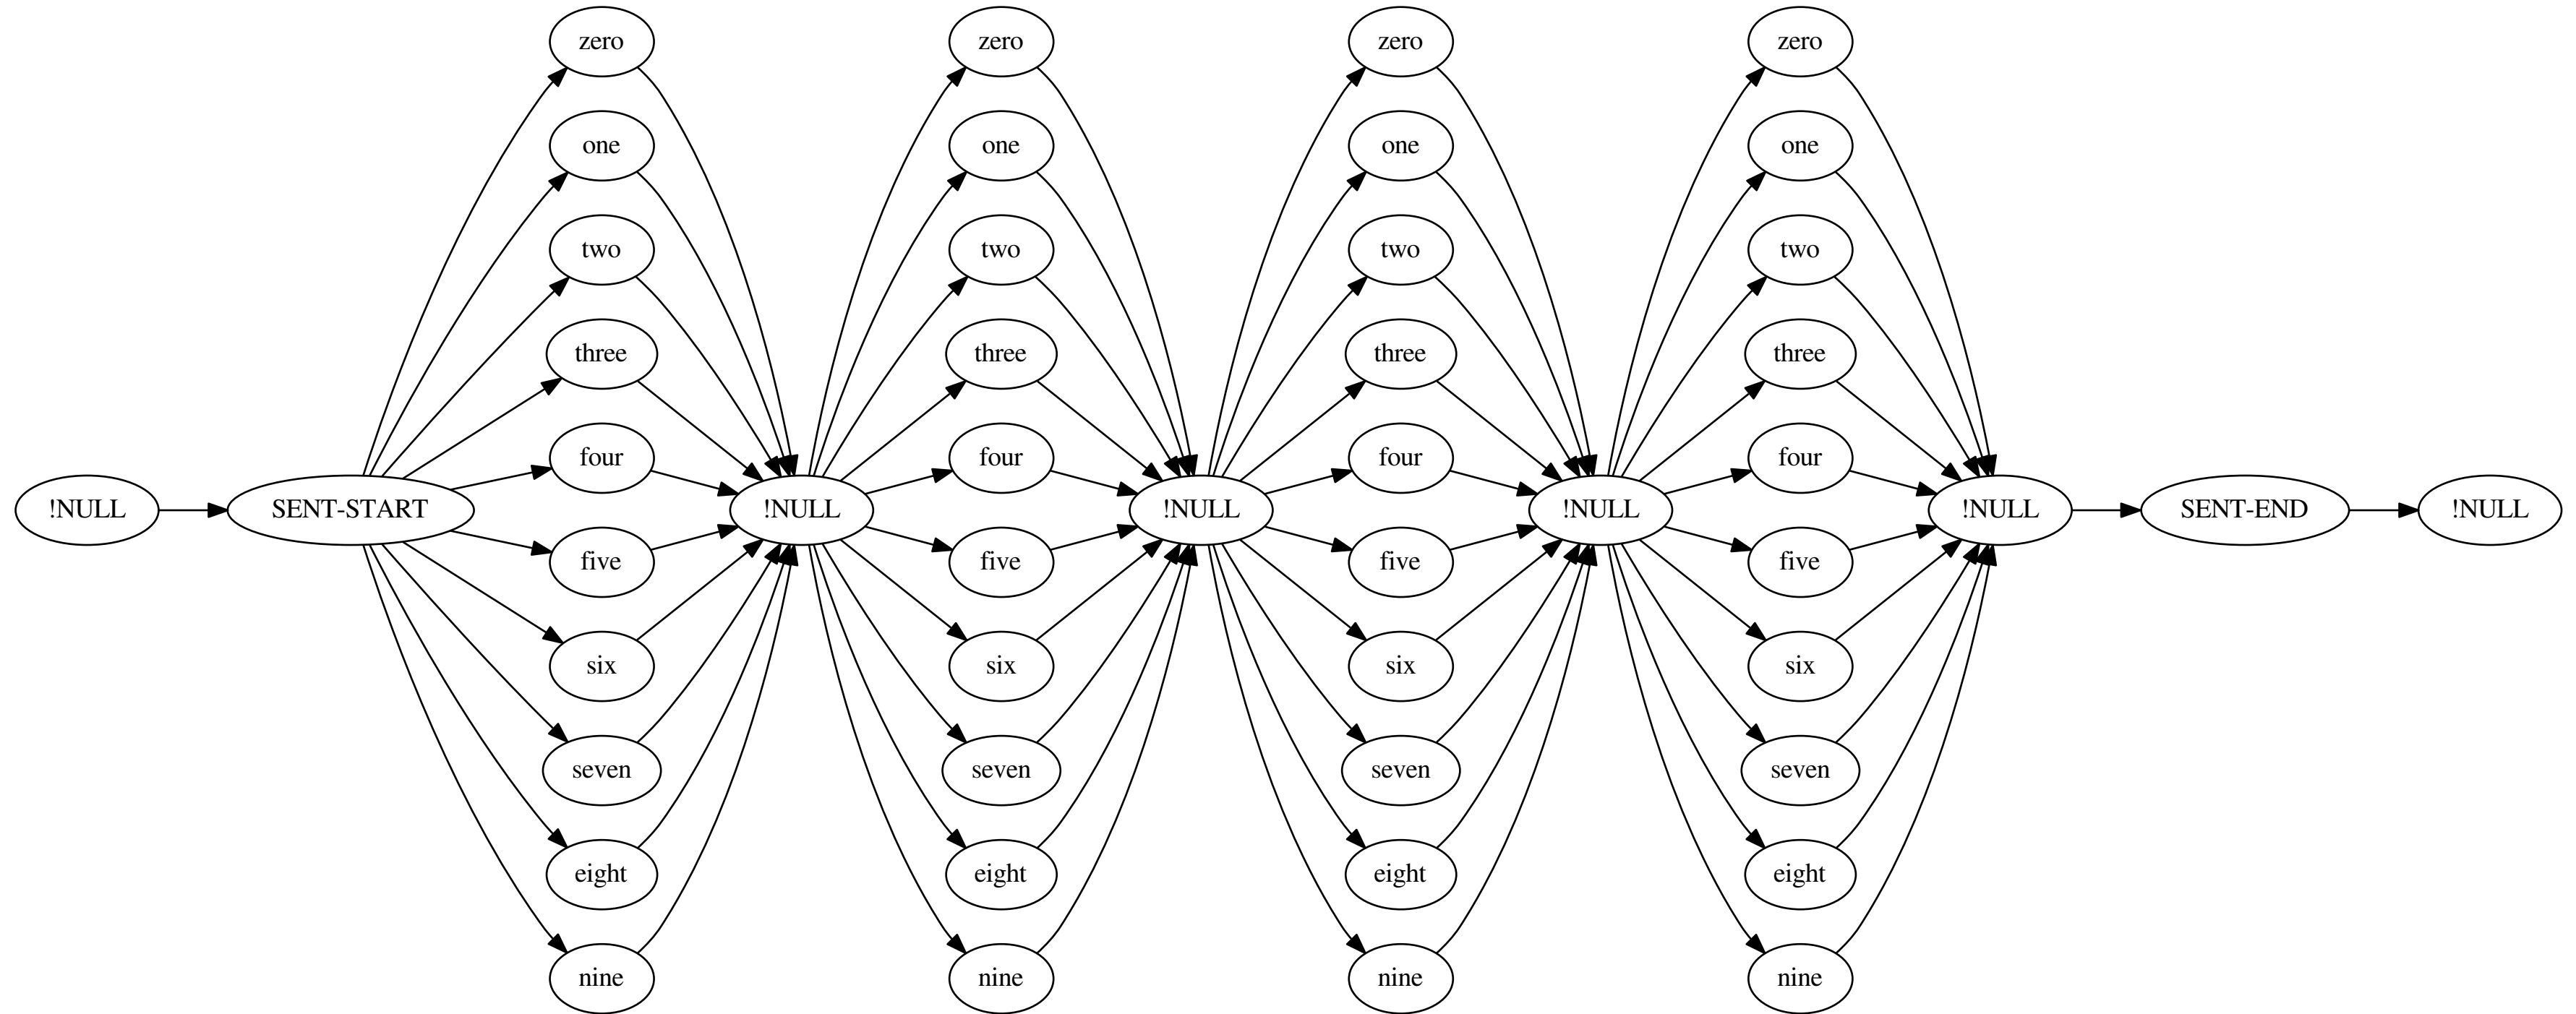 zero zero zero zero
one one one one
two two two two
three three three three
four four four four
!NULL SENT-START !NULL !NULL !NULL !NULL SENT-END !NULL
five five five five
six six six six
seven seven seven seven
eight eight eight eight
nine nine nine nine